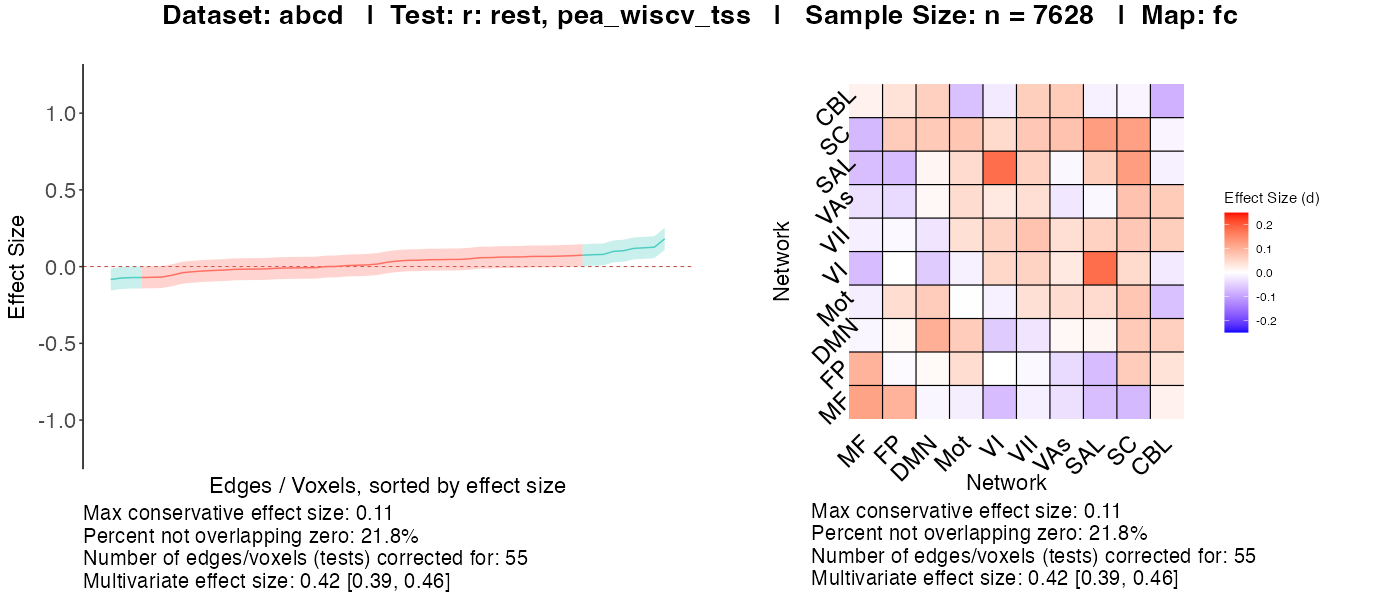 Dataset: abcd | Test: r: rest, pea_wiscv_tss | Sample Size: n = 7628 | Map: fc
Effect Size
1.0
0.5
0.0
-0.5
-1.0
Edges / Voxels, sorted by effect size
Max conservative effect size: 0.11
Percent not overlapping zero: 21.8%
Number of edges/voxels (tests) corrected for: 55
Multivariate effect size: 0.42 [0.39, 0.46]
Network
CBL
SC
SAL
VAs
VII
VI
Mot
DMN
FP
MF
MF
FP
DMN
Mot
VI
VII
VAs
SAL
SC
CBL
Network
Max conservative effect size: 0.11
Percent not overlapping zero: 21.8%
Number of edges/voxels (tests) corrected for: 55
Multivariate effect size: 0.42 [0.39, 0.46]
Effect Size (d)
0.2
0.1
0.0
-0.1
-0.2